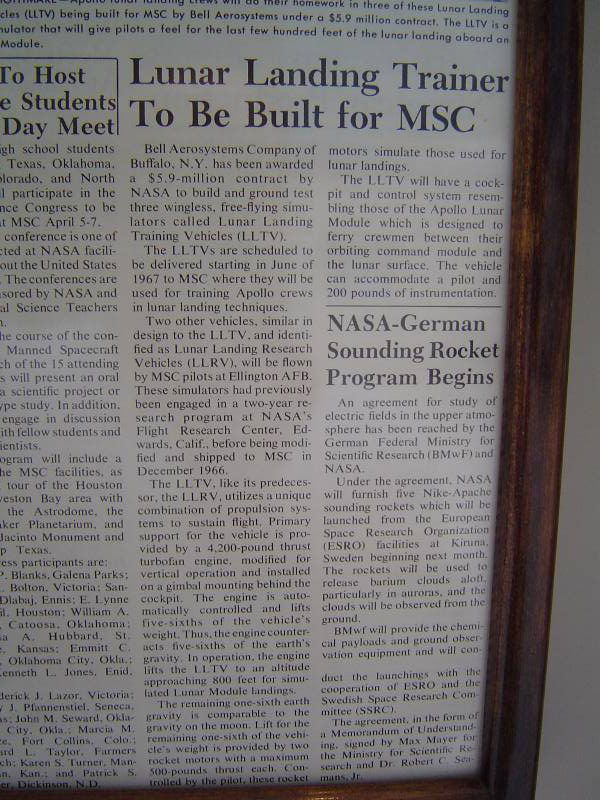 Apollo lunar landing crews will do their homework in three of these Lunar Landing
cles (LLTV) being built for MSC by Bell Aerosystems under a $5.9 million contract. The LLTV is a
mulator that will give pilots a feel for the last few hundred feet of the lunar landing aboard an
Module.
To Host
e Students
Day Meet
igh school students
Texas, Oklahoma,
olorado, and North
ll participate in the
nce Congress to be
at MSC April 5-7.
conference is one of
cted at NASA facili-
out the United States
The conferences are
sored by NASA and
al Science Teachers
n.
he course of the con-
Manned Spacecraft
ch of the 15 attending
s will present an oral
a scientific project or
ype study. In addition,
engage in discussion
ith fellow students and
ientists.
ogram will include a
he MSC facilities, as
tour of the Houston
veston Bay area with
the Astrodome, the
ker Planetarium, and
Jacinto Monument and
p Texas.
ess participants are:
P. Blanks, Galena Parks;
. Bolton, Victoria; San-
Dlabaj, Ennis; E. Lynne
il, Houston; William A.
, Catoosa, Oklahoma;
a A. Hubbard, St.
, Kansas; Emmitt C.
, Oklahoma City, Okla.;
enneth L. Jones, Enid,
derick J. Lazor, Victoria;
y J. Pfannenstiel, Seneca,
as; John M. Seward, Okla-
City, Okla.; Marcia M.
ze, Fort Collins, Colo.;
ard L. Taylor, Farmers
ch; Karen S. Turner, Man-
an, Kan.; and Patrick S.
er, Dickinson, N.D.
Lunar Landing Trainer
To Be Built for MSC
Bell Aerosystems Company of
Buffalo, N.Y. has been awarded
a $5.9-million contract by
NASA to build and ground test
three wingless, free-flying simu-
lators called Lunar Landing
Training Vehicles (LLTV).
The LLTVs are scheduled to
be delivered starting in June of
1967 to MSC where they will be
used for training Apollo crews
in lunar landing techniques.
Two other vehicles, similar in
design to the LLTV, and identi-
fied as Lunar Landing Research
Vehicles (LLRV), will be flown
by MSC pilots at Ellington AFB.
These simulators had previously
been engaged in a two-year re-
search program at NASA's
Flight Research Center, Ed-
wards, Calif., before being modi-
fied and shipped to MSC in
December 1966.
The LLTV, like its predeces-
sor, the LLRV, utilizes a unique
combination of propulsion sys-
tems to sustain flight. Primary
support for the vehicle is pro-
vided by a 4,200-pound thrust
turbofan engine, modified for
vertical operation and installed
on a gimbal mounting behind the
cockpit. The engine is auto-
matically controlled and lifts
five-sixths of the vehicle's
weight. Thus, the engine counter-
acts five-sixths of the earth's
gravity. In operation, the engine
lifts the LLTV to an altitude
approaching 800 feet for simu-
lated Lunar Module landings.
The remaining one-sixth earth
gravity is comparable to the
gravity on the moon. Lift for the
remaining one-sixth of the vehi-
cle's weight is provided by two
rocket motors with a maximum
500-pounds thrust each. Con-
trolled by the pilot, these rocket
motors simulate those used for
lunar landings.
The LLTV will have a cock-
pit and control system resem-
bling those of the Apollo Lunar
Module which is designed to
ferry crewmen between their
orbiting command module and
the lunar surface. The vehicle
can accommodate a pilot and
200 pounds of instrumentation.
NASA-German
Sounding Rocket
Program Begins
An agreement for study of
electric fields in the upper atmo-
sphere has been reached by the
German Federal Ministry for
Scientific Research (BMwF) and
NASA.
Under the agreement, NASA
will furnish five Nike-Apache
sounding rockets which will be
launched from the European
Space Research Organization
(ESRO) facilities at Kiruna,
Sweden beginning next month.
The rockets will be used to
release barium clouds aloft,
particularly in auroras, and the
clouds will be observed from the
ground.
BMwf will provide the chemi-
cal payloads and ground obser-
vation equipment and will con-
duct the launchings with the
cooperation of ESRO and the
Swedish Space Research Com-
mittee (SSRC).
The agreement, in the form of
a Memorandum of Understand-
ing, signed by Max Mayer for
the Ministry for Scientific Re-
search and Dr. Robert C. Sea-
mans, Jr.